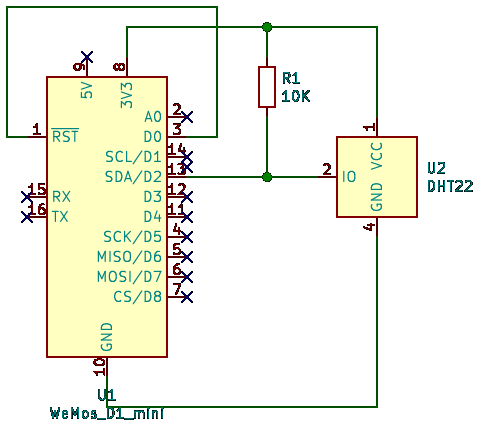 9
8
5V
3V3
R1
10K
A0 2
1 RST
D0 3
SCL/D1 14
SDA/D2 13
15 RX
D3 12
16 TX
D4 11
SCK/D5 4
MISO/D6 5
MOSI/D7 6
CS/D8 7
1
VCC
2 IO
U2
DHT22
GND
4
GND
10
U1
WeMos_D1_mini